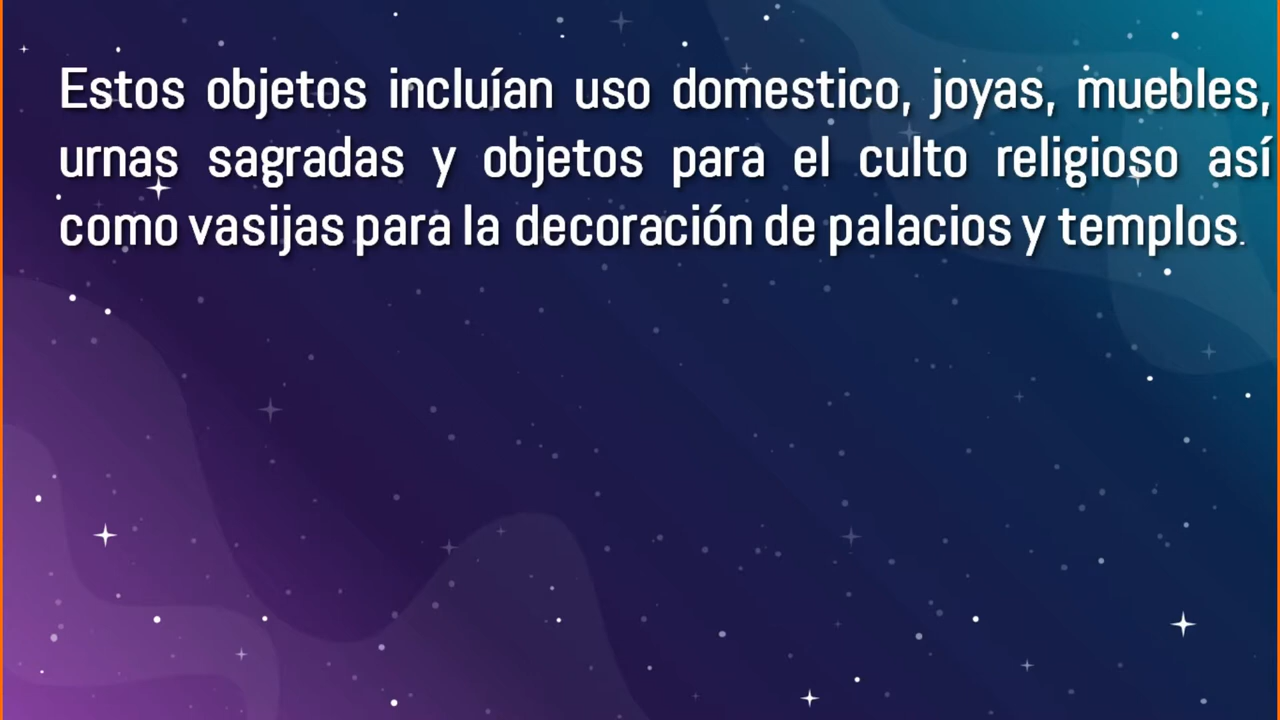 Estos objetos incluían uso domestico, joyas, muebles,
urnas sagradas y objetos para el culto religioso así
como vasijas para la decoración de palacios y templos.